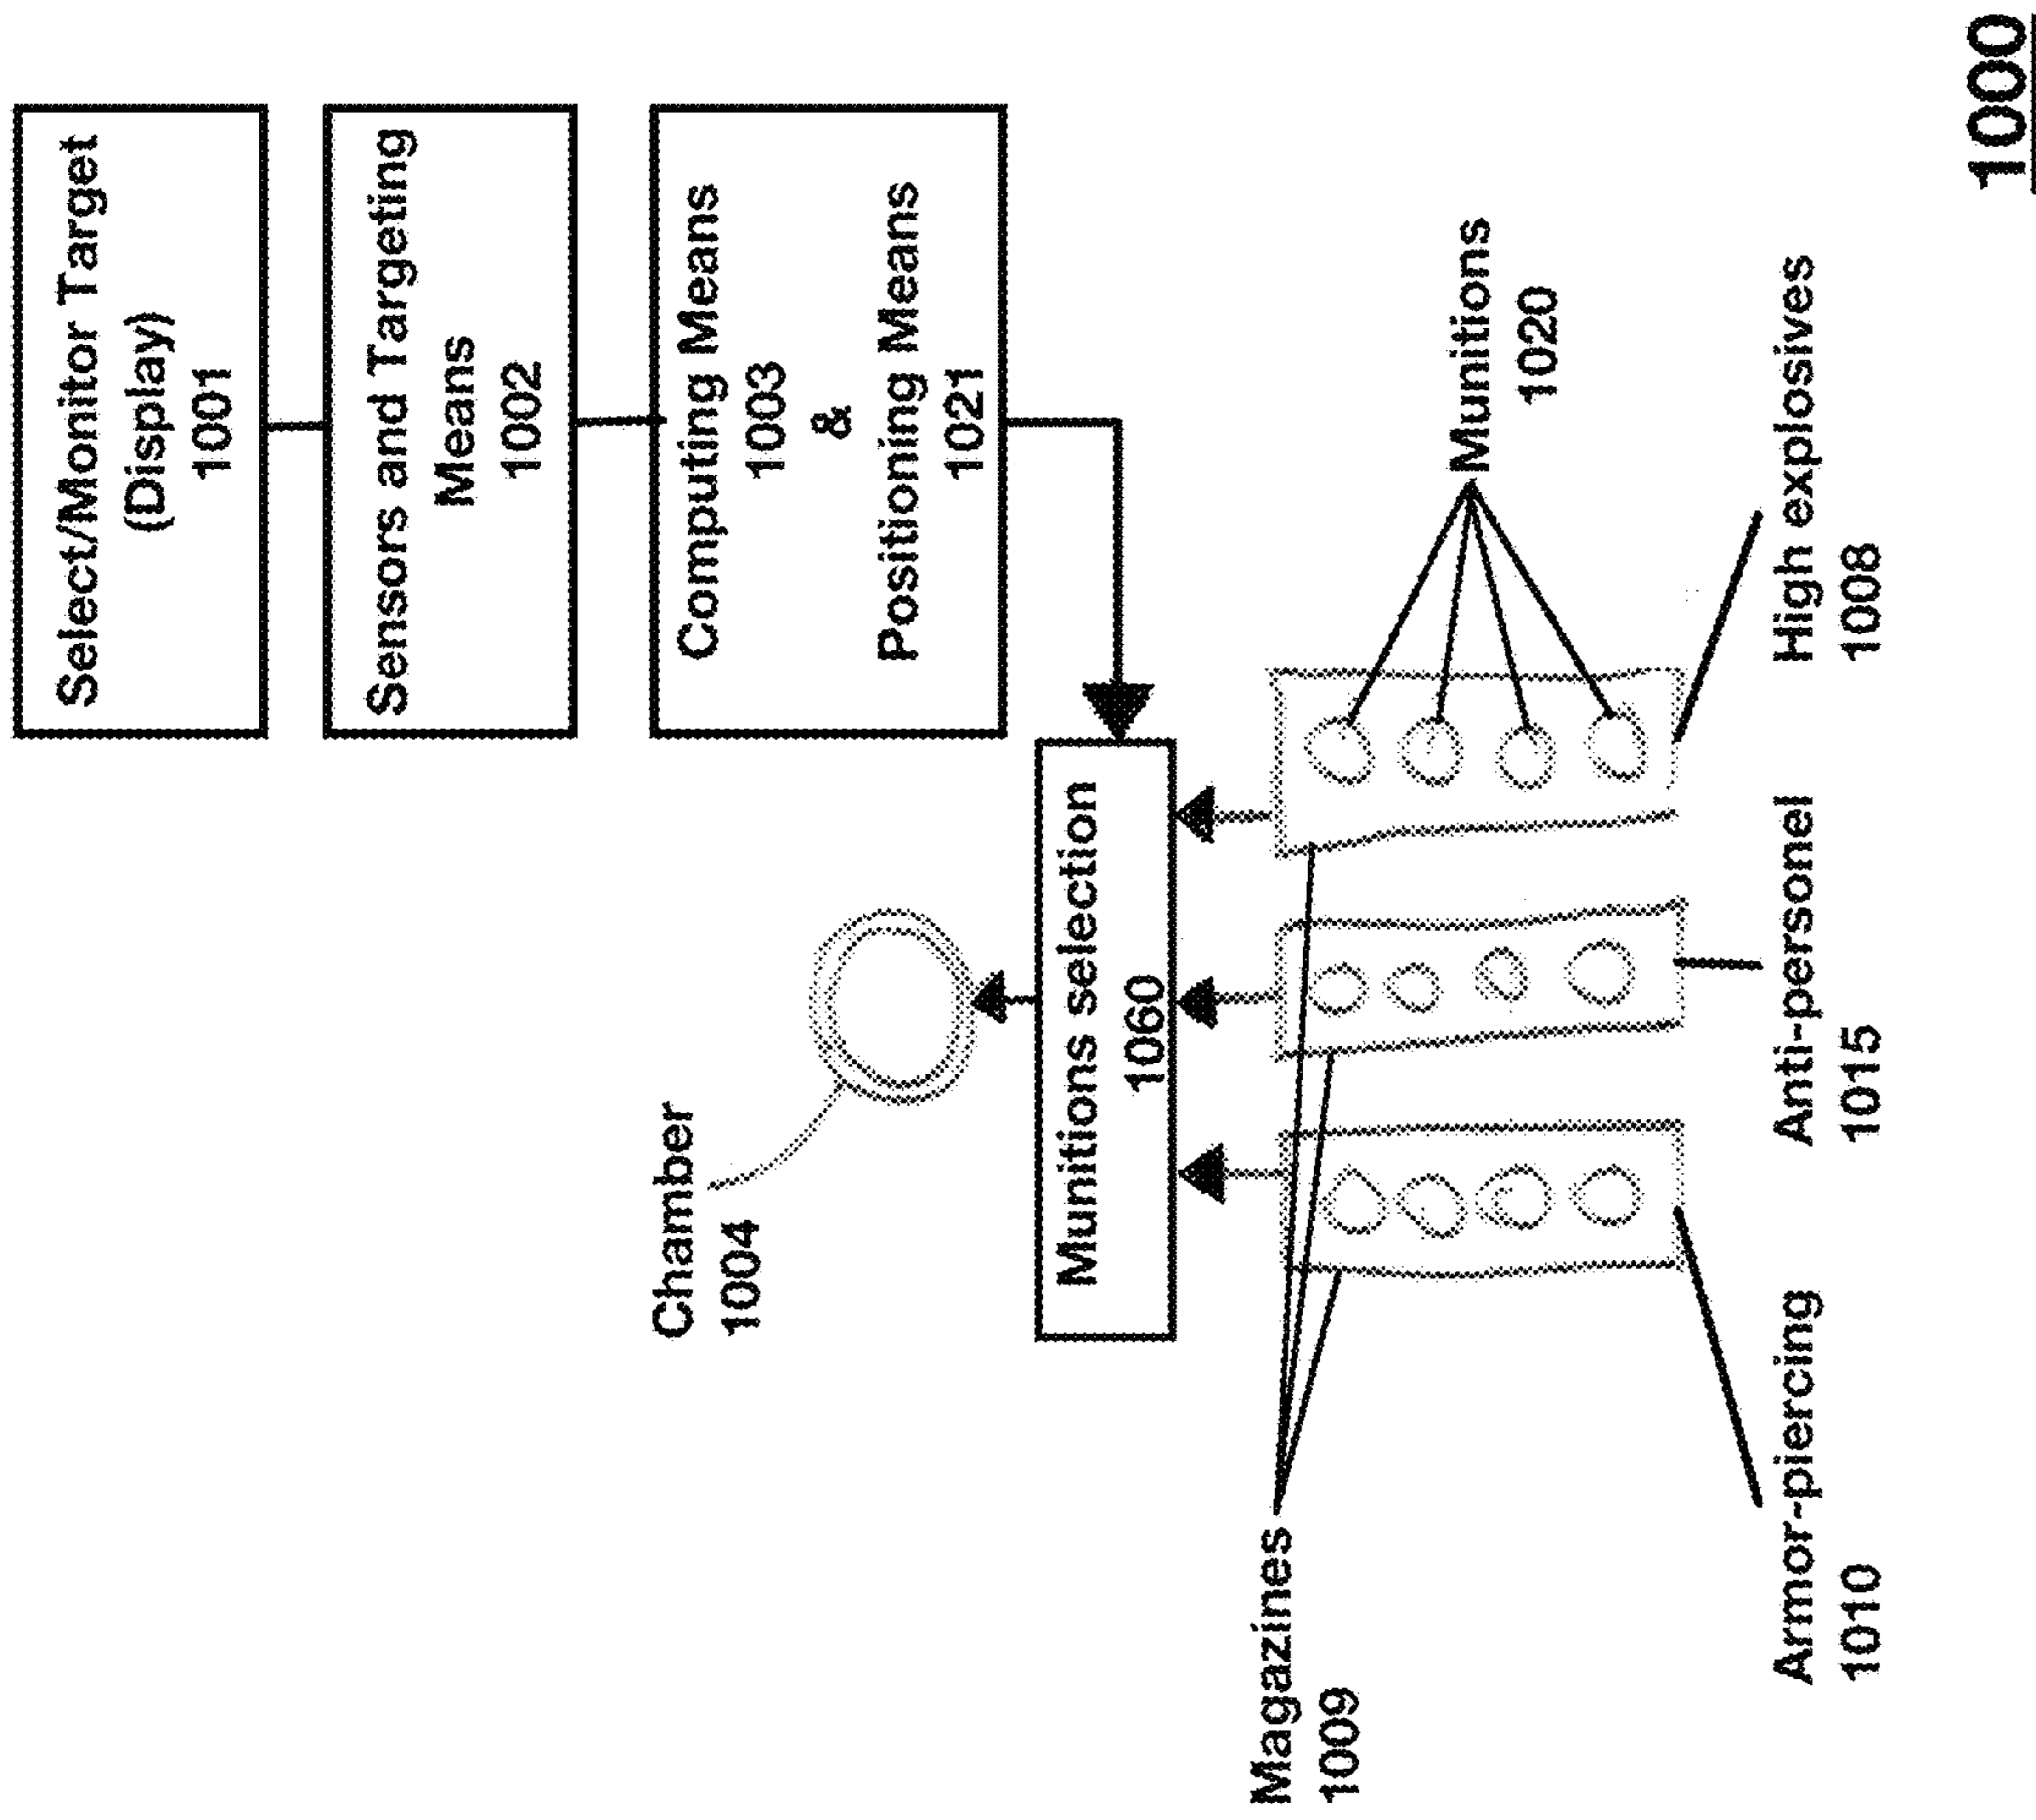 Select/Monitor Target
(Display)
1001
Sensors and Targeting
Means
1002
Computing Means
1003
&
Positioning Means
1021
Chamber
1004
Munitions selection
1060
Magazines
1009
Munitions
1020
Armor-piercing
1010
Anti-personel
1015
High explosives
1008
1000